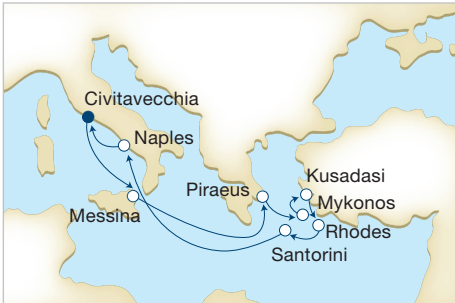 Civitavecchia
Naples
Kusadasi
Piraeus
Mykonos
Messina
Rhodes
Santorini